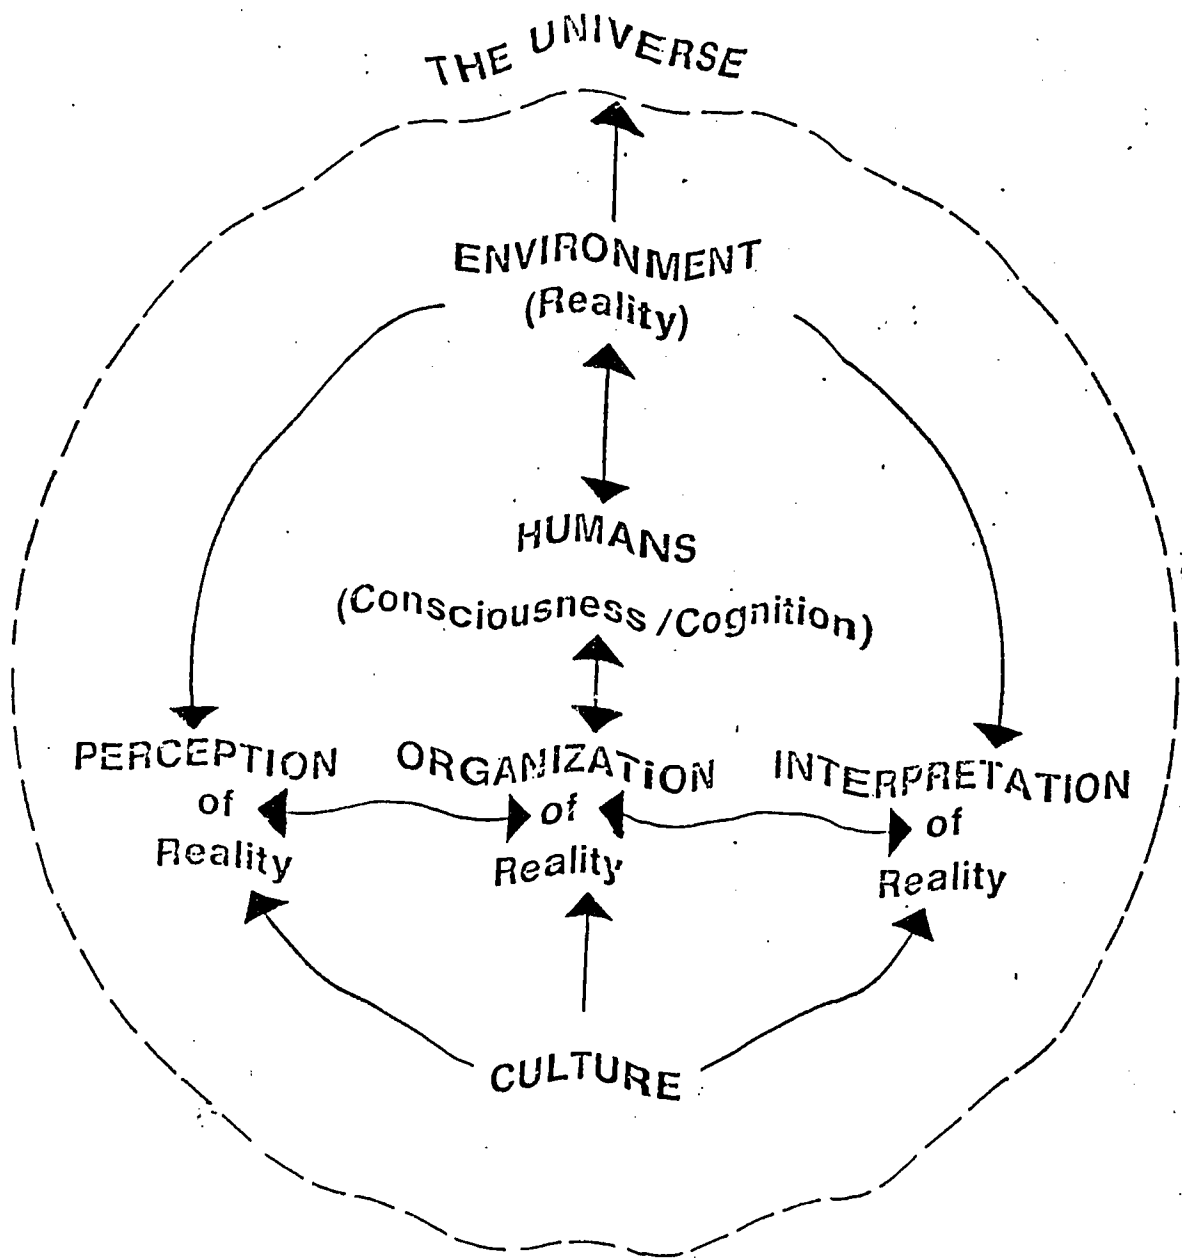 THE UNIVERSE
ENVIRONMENT
(Reality)
HUMANS
(Consciousness/Cognition)
PERCEPTION
of
Reality
ORGANIZATION
of
Reality
INTERPRETATION
of
Reality
CULTURE